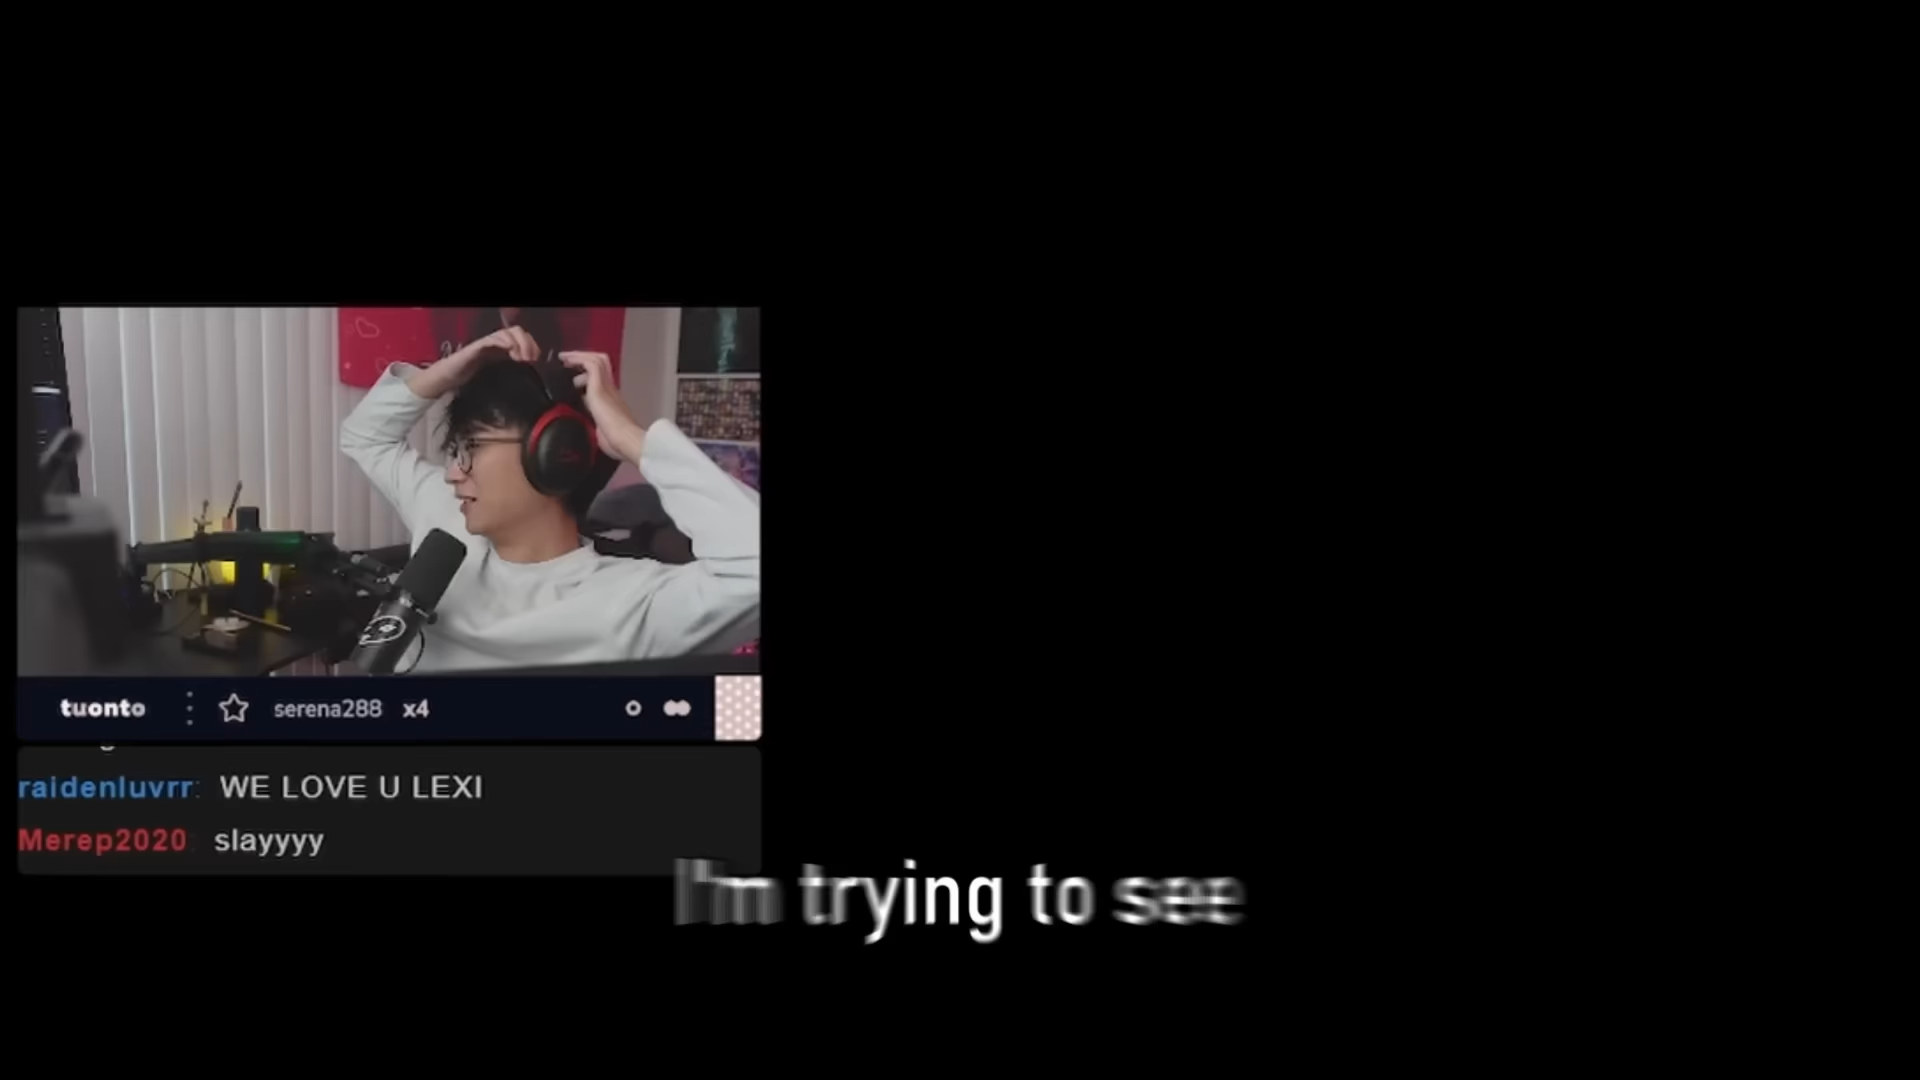 tuonto serena288 x4
raidenluvrr: WE LOVE U LEXI
Merep2020 slayyyy
I'm trying to see